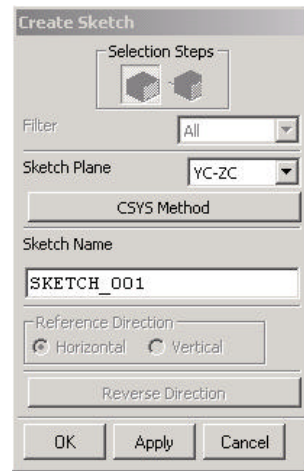 Create Sketch
Selection Steps
Filter All
Sketch Plane YC-ZC
CSYS Method
Sketch Name
SKETCH_001
Reference Direction
Horizontal Vertical
Reverse Direction
OK Apply Cancel